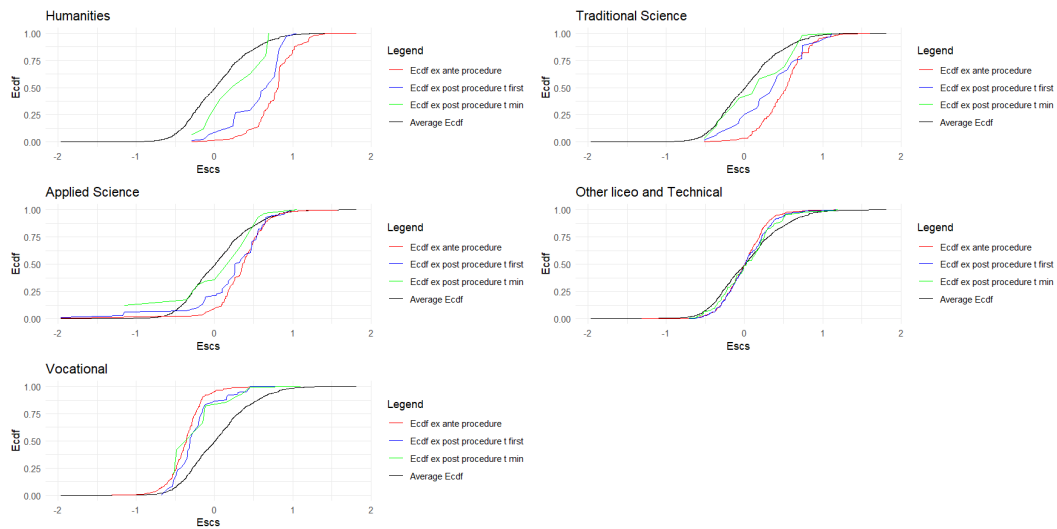 Humanities
Ecdf
1.00
0.75
0.50
0.25
0.00
-2
-1
0
1
2
Escs
Legend
Ecdf ex ante procedure
Ecdf ex post procedure t first
Ecdf ex post procedure t min
Average Ecdf
Traditional Science
Ecdf
1.00
0.75
0.50
0.25
0.00
-2
-1
0
1
2
Escs
Legend
Ecdf ex ante procedure
Ecdf ex post procedure t first
Ecdf ex post procedure t min
Average Ecdf
Applied Science
Ecdf
1.00
0.75
0.50
0.25
0.00
-2
-1
0
1
2
Escs
Legend
Ecdf ex ante procedure
Ecdf ex post procedure t first
Ecdf ex post procedure t min
Average Ecdf
Other liceo and Technical
Ecdf
1.00
0.75
0.50
0.25
0.00
-2
-1
0
1
2
Escs
Legend
Ecdf ex ante procedure
Ecdf ex post procedure t first
Ecdf ex post procedure t min
Average Ecdf
Vocational
Ecdf
1.00
0.75
0.50
0.25
0.00
-2
-1
0
1
2
Escs
Legend
Ecdf ex ante procedure
Ecdf ex post procedure t first
Ecdf ex post procedure t min
Average Ecdf